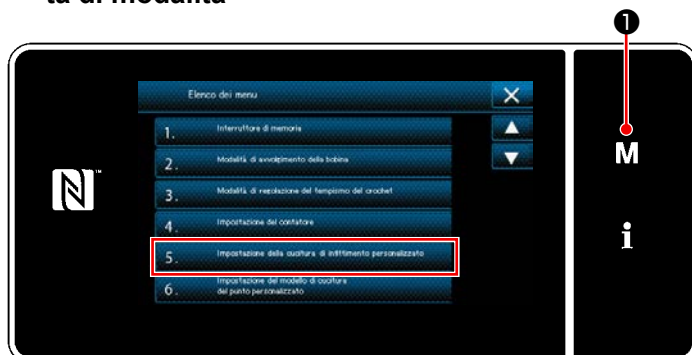 tà di modalità
❶
Elenco dei menu
1. Interruttore di memoria
2. Modalità di avvolgimento della bobina
3. Modalità di regolazione del tempismo del crochet
4. Impostazione del contatore
5. Impostazione della cucitura di infittimento personalizzato
6. Impostazione del modello di cucitura
del punto personalizzato
M
i